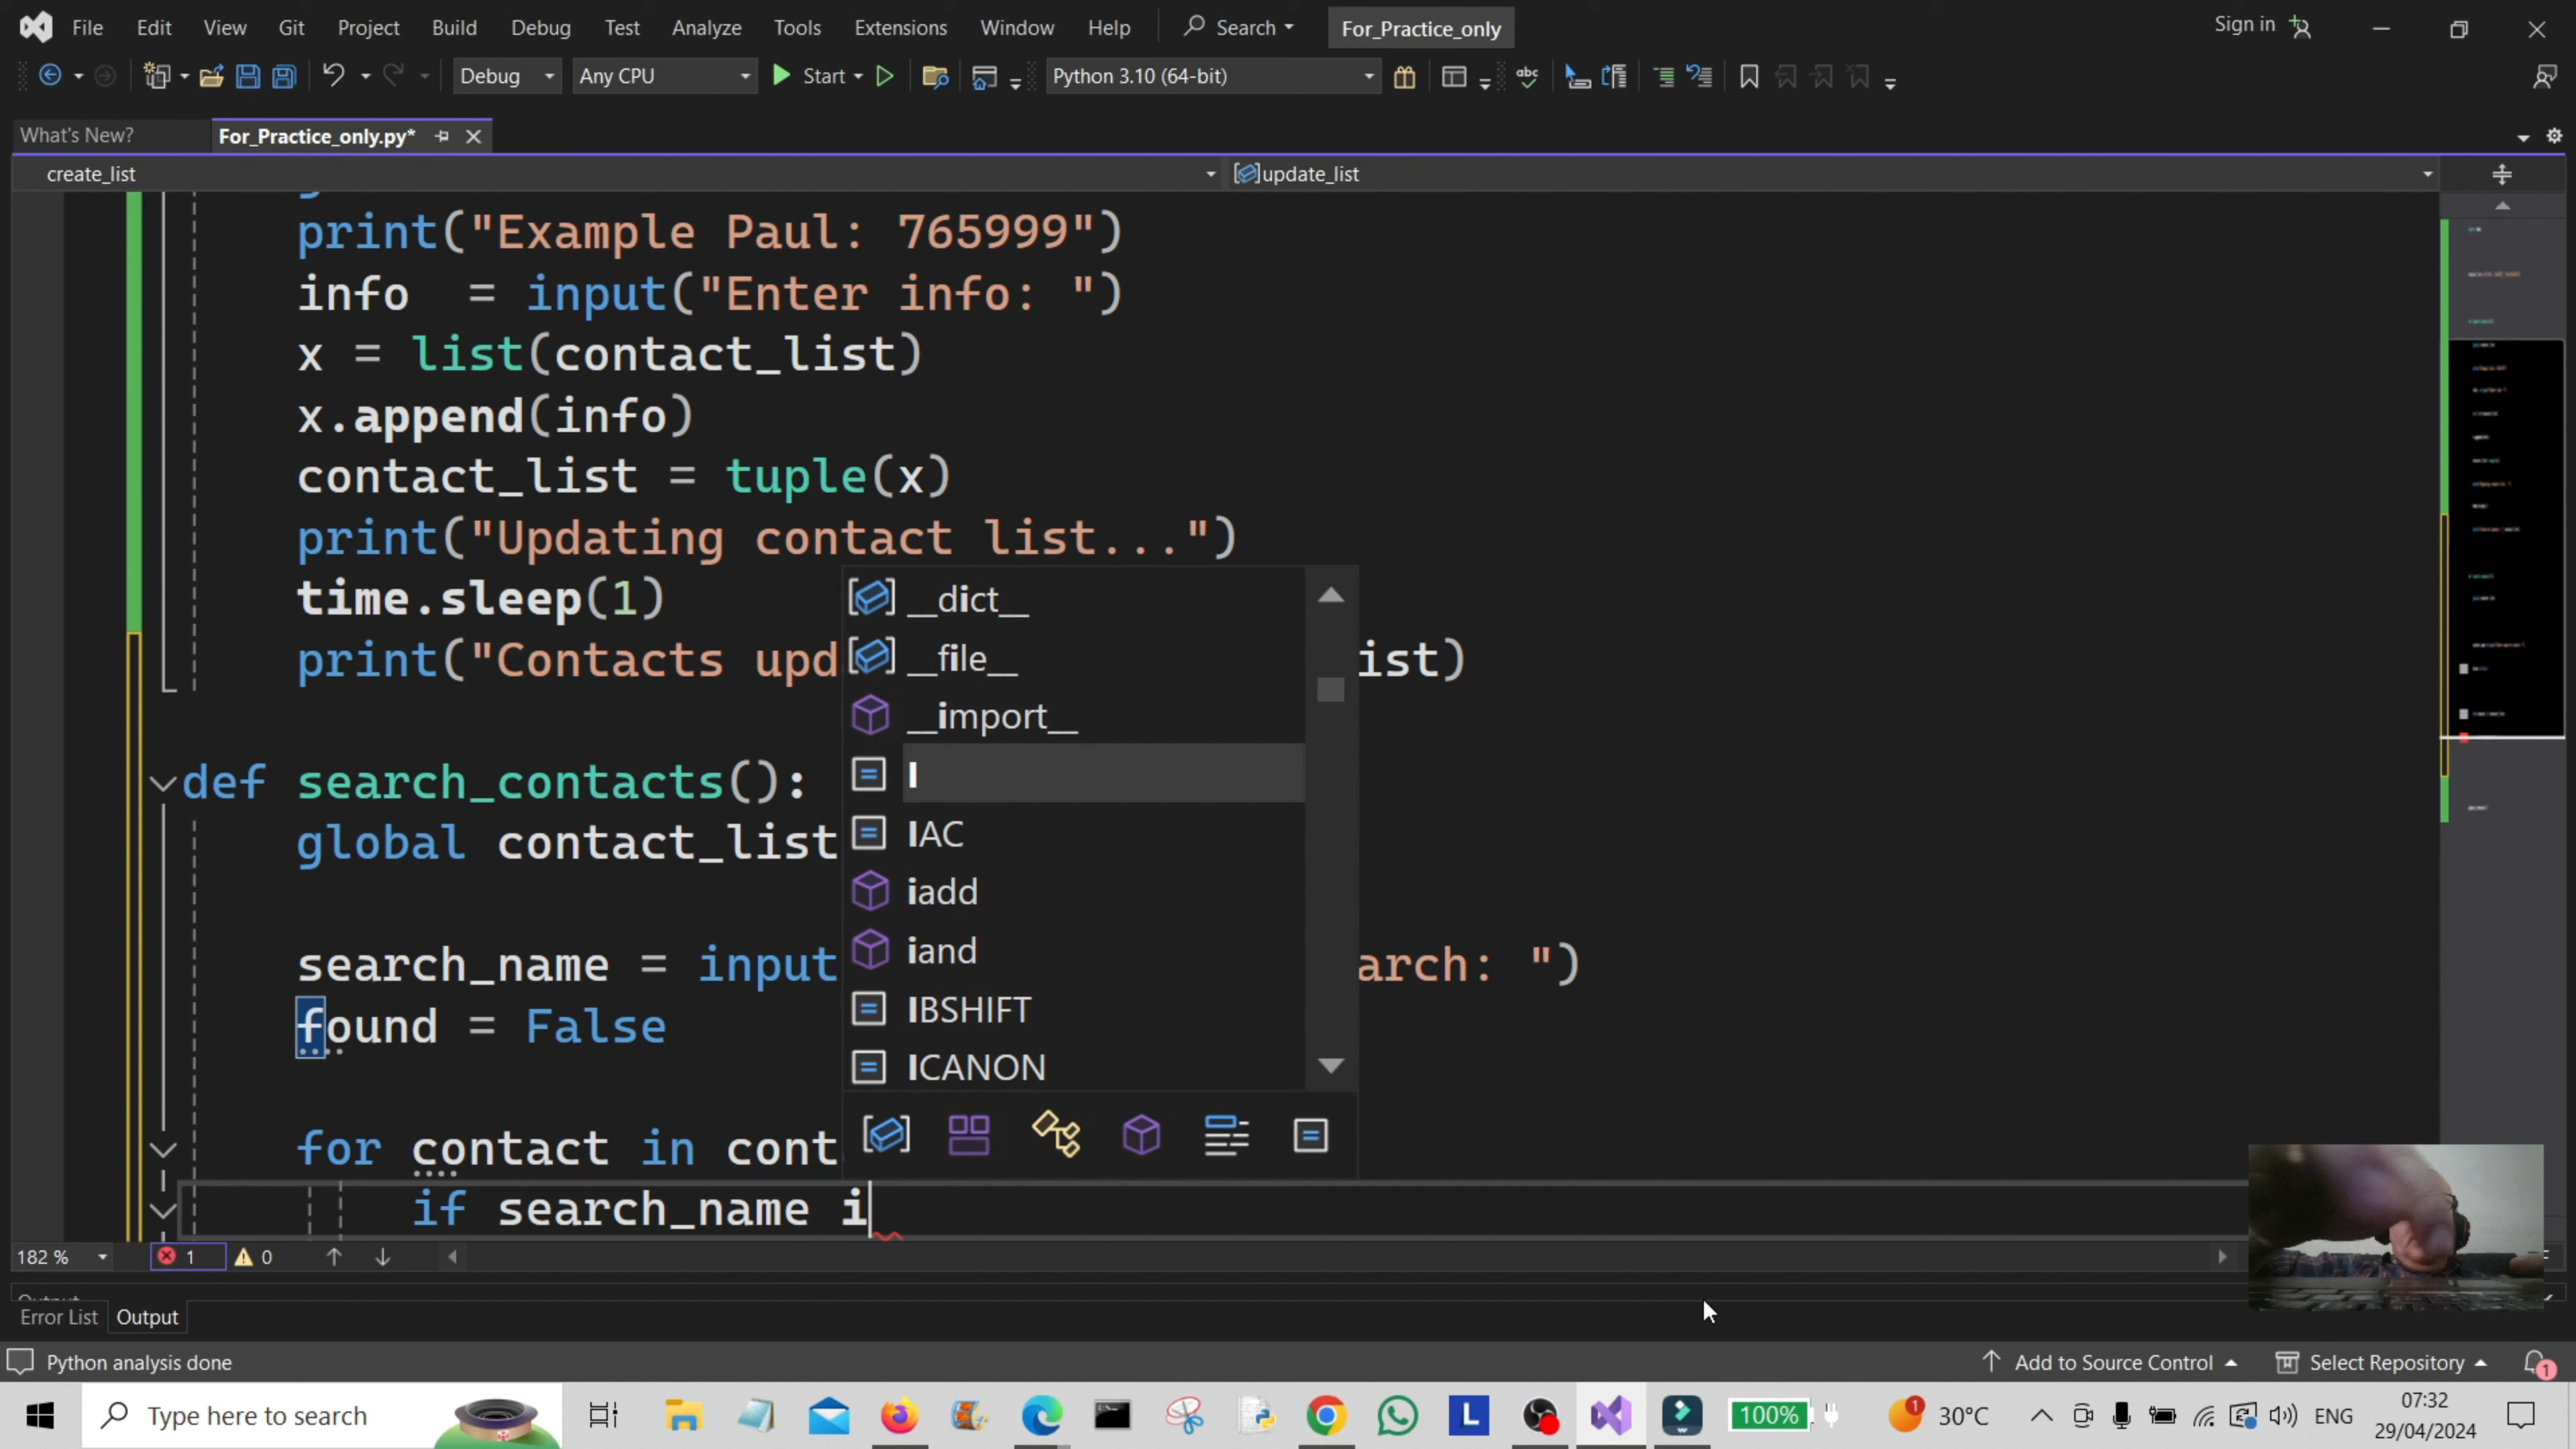 File Edit View Git Project Build Debug Test Analyze Tools Extensions Window Help Search For_Practice_only Sign in
Debug Any CPU Start Python 3.10 (64-bit) abc
What's New? For_Practice_only.py*
create_list update_list
print("Example Paul: 765999")
info = input("Enter info: ")
x = list(contact_list)
x.append(info)
contact_list = tuple(x)
print("Updating contact list...")
time.sleep(1)
print("Contacts upd ist)
def search_contacts():
global contact_list
search_name = input arch: ")
found = False
for contact in cont
if search_name i
__dict__
__file__
__import__
I
IAC
iadd
iand
IBSHIFT
ICANON
182 % 1 0
Output
Error List Output
Python analysis done Add to Source Control Select Repository 1
Type here to search L 100% 1 30°C ENG 07:32
29/04/2024